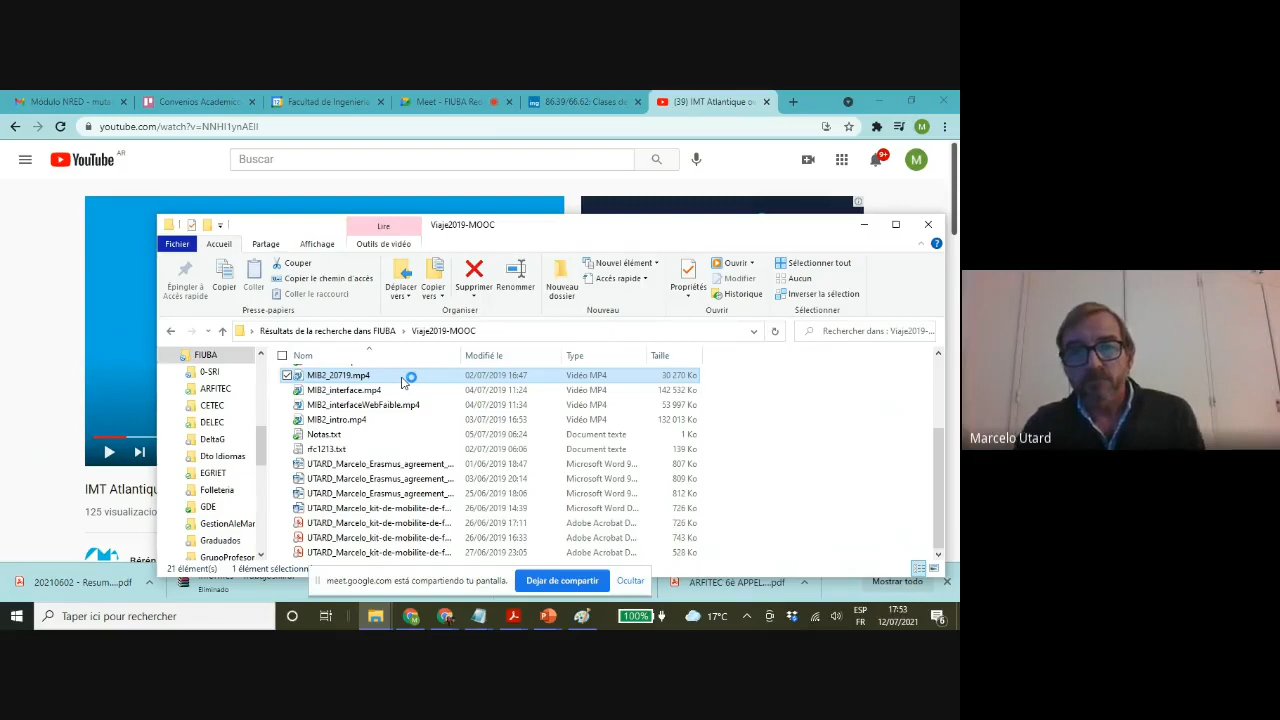 Módulo NRED - muta
Convenios Academico
Facultad de Ingeniería
Meet - FIUBA Red
86.39/66.62: Clases de
(39) IMT Atlantique o
youtube.com/watch?v=NNHI1ynAEII
M
YouTube AR
Buscar
9+
M
Lire
Viaje2019-MOOC
Fichier
Accueil
Partage
Affichage
Outils de vidéo
Épingler à Accès rapide
Copier
Coller
Couper
Copier le chemin d'accès
Coller le raccourci
Déplacer vers
Copier vers
Supprimer
Renommer
Nouveau dossier
Nouvel élément
Accès rapide
Propriétés
Ouvrir
Modifier
Historique
Sélectionner tout
Aucun
Inverser la sélection
Presse-papiers
Organiser
Nouveau
Ouvrir
Sélectionner
Résultats de la recherche dans FIUBA > Viaje2019-MOOC
Rechercher dans : Viaje2019-...
FIUBA
0-SRI
ARFITEC
CETEC
DELEC
DeltaG
Dto Idiomas
EGRIET
Folleteria
GDE
GestionAleMar
Graduados
GrupoProfesor
Nom Modifié le Type Taille
MIB2_20719.mp4 02/07/2019 16:47 Vidéo MP4 30 270 Ko
MIB2_interface.mp4 04/07/2019 11:24 Vidéo MP4 142 532 Ko
MIB2_interfaceWebFaible.mp4 04/07/2019 11:34 Vidéo MP4 53 997 Ko
MIB2_intro.mp4 03/07/2019 16:53 Vidéo MP4 132 013 Ko
Notas.txt 05/07/2019 06:24 Document texte 1 Ko
rfc1213.txt 02/07/2019 07:06 Document texte 139 Ko
UTARD_Marcelo_Erasmus_agreement_... 01/06/2019 18:47 Microsoft Word 9... 807 Ko
UTARD_Marcelo_Erasmus_agreement_... 03/06/2019 20:14 Microsoft Word 9... 809 Ko
UTARD_Marcelo_Erasmus_agreement_... 25/06/2019 18:06 Microsoft Word 9... 812 Ko
UTARD_Marcelo_kit-de-mobilite-de-f... 26/06/2019 14:39 Microsoft Word 9... 726 Ko
UTARD_Marcelo_kit-de-mobilite-de-f... 26/06/2019 17:11 Adobe Acrobat D... 726 Ko
UTARD_Marcelo_kit-de-mobilite-de-f... 26/06/2019 16:33 Adobe Acrobat D... 743 Ko
UTARD_Marcelo_kit-de-mobilite-de-f... 27/06/2019 23:05 Adobe Acrobat D... 528 Ko
21 élément(s) 1 élément sélectionn
IMT Atlantiqu
125 visualizacio
Marcelo Utard
meet.google.com está compartiendo tu pantalla.
Dejar de compartir
Ocultar
20210602 - Resum....pdf
Eliminado
ARFITEC 6è APPEL....pdf
Mostrar todo
Taper ici pour rechercher
100%
17°C
ESP
FR
17:53
12/07/2021
6